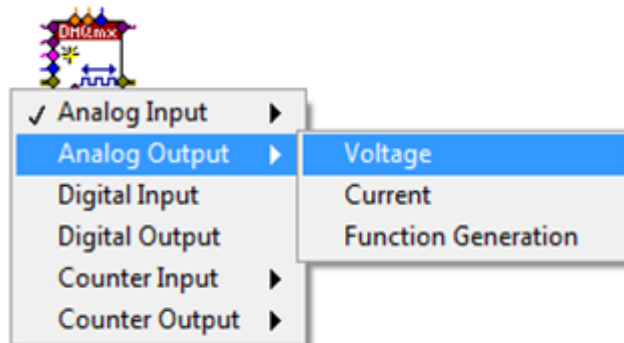 DAQmx
Analog Input
Analog Output
Voltage
Digital Input
Current
Digital Output
Function Generation
Counter Input
Counter Output